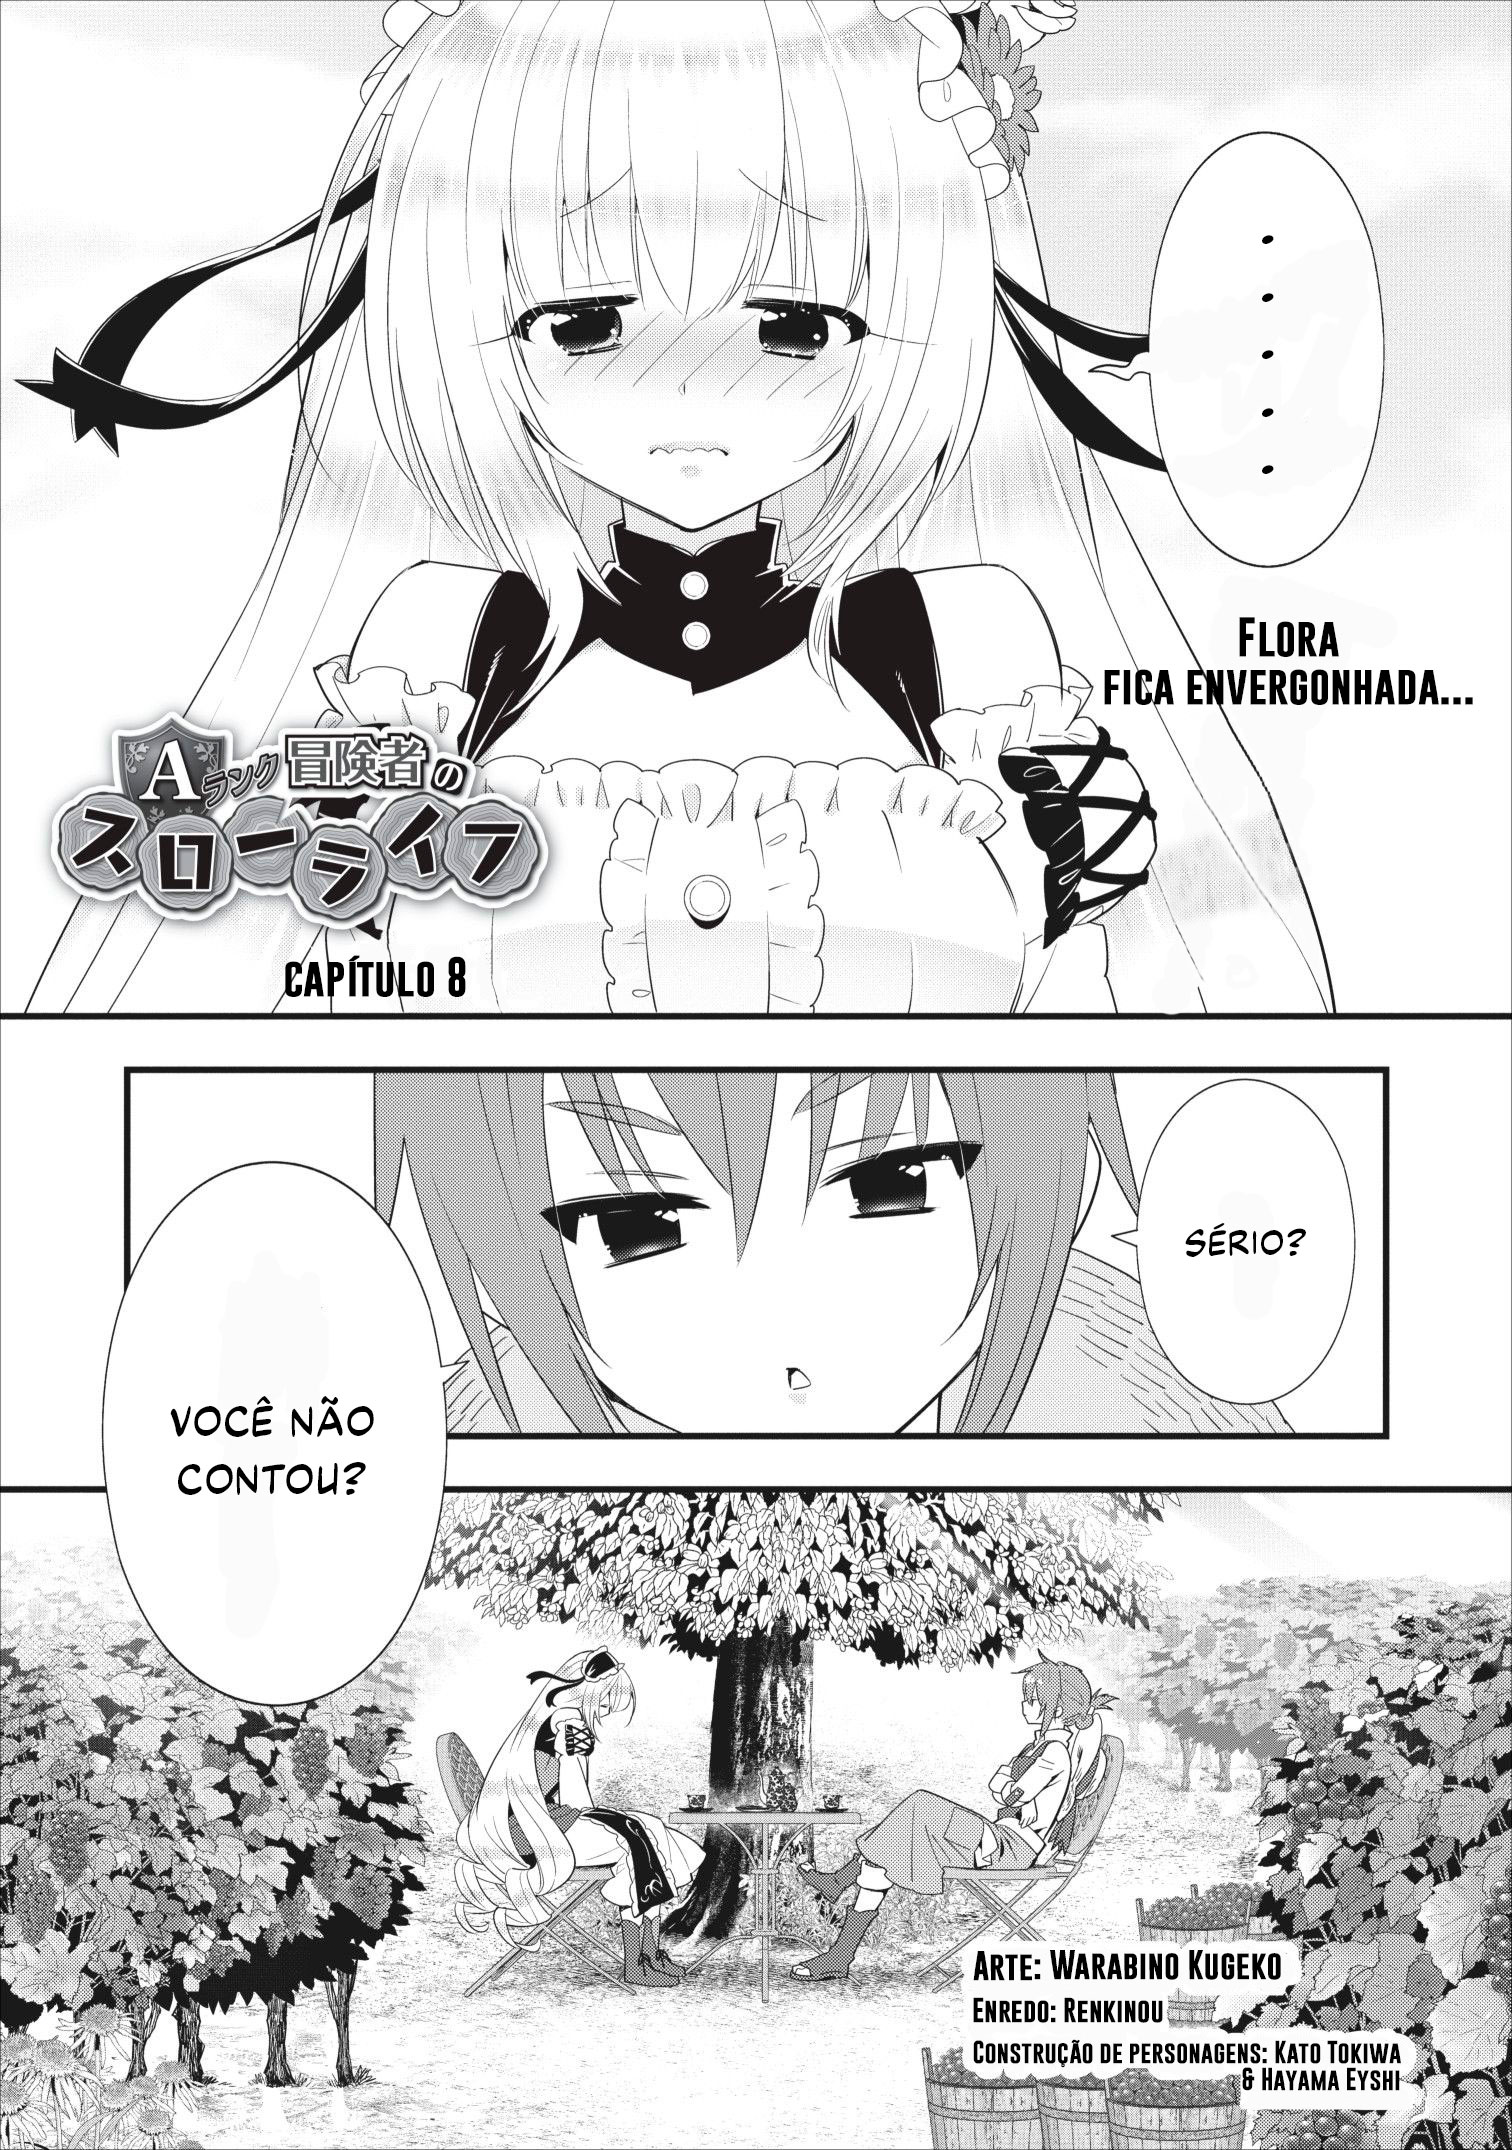 .....
FLORA
FICA ENVERGONHADA...
Aランク冒険者の
スローライフ
CAPÍTULO 8
SÉRIO?
VOCÊ NÃO
CONTOU?
ARTE: WARABINO KUGEKO
ENREDO: RENKINOU
CONSTRUÇÃO DE PERSONAGENS: KATO TOKIWA
& HAYAMA EYSHI